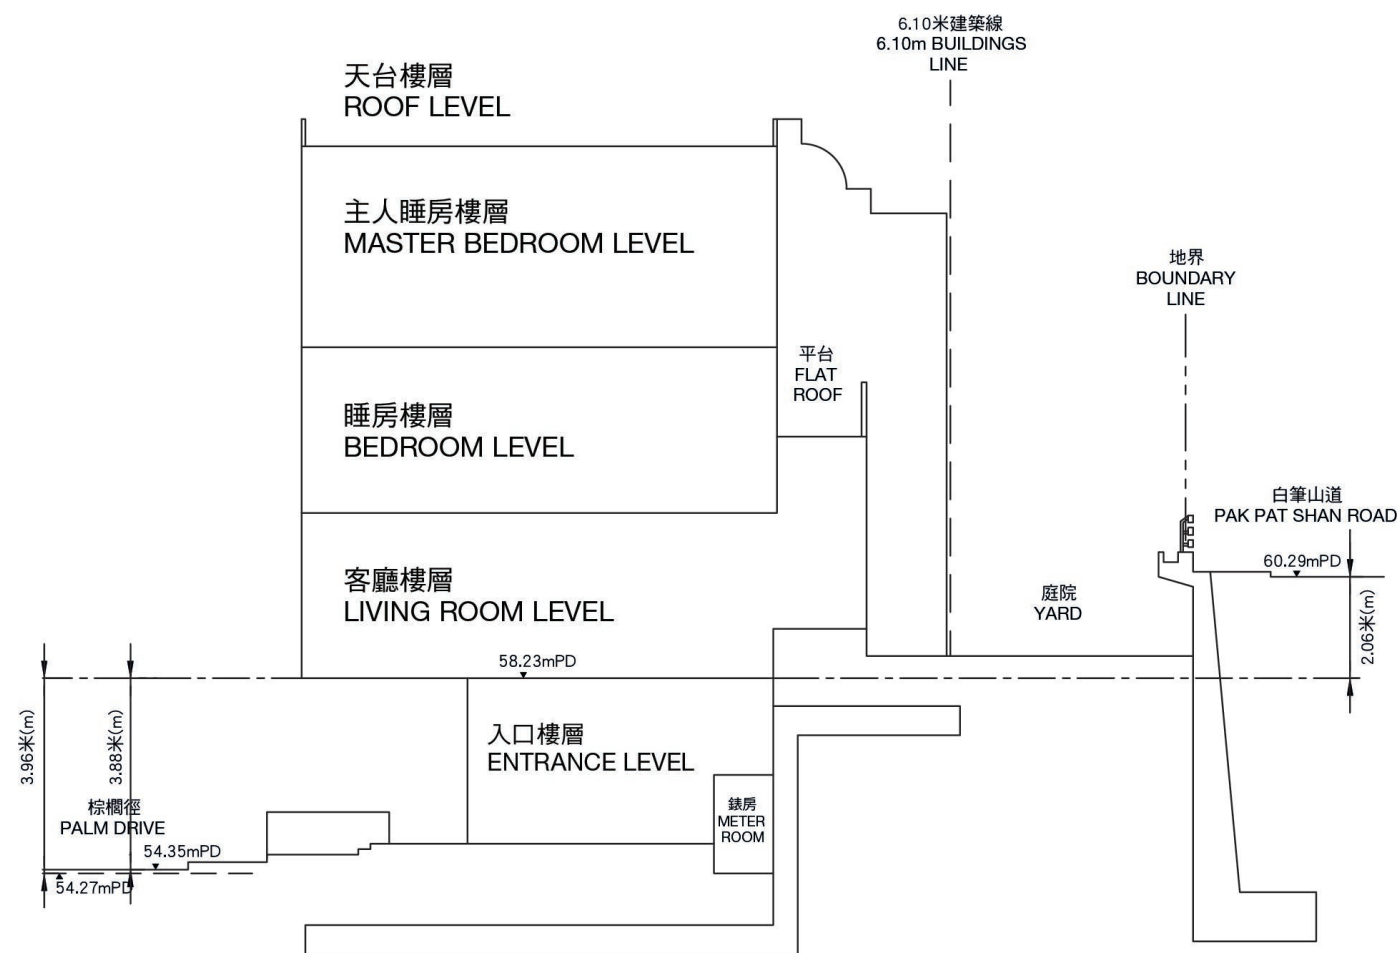 6.10米建築線
6.10m BUILDINGS
LINE
天台樓層
ROOF LEVEL
主人睡房樓層
MASTER BEDROOM LEVEL
地界
BOUNDARY
LINE
平台
FLAT
ROOF
睡房樓層
BEDROOM LEVEL
白筆山道
PAK PAT SHAN ROAD
60.29mPD
客廳樓層
LIVING ROOM LEVEL
庭院
YARD
2.06米(m)
58.23mPD
3.96米(m)
3.88米(m)
入口樓層
ENTRANCE LEVEL
錶房
METER
ROOM
棕櫚徑
PALM DRIVE
54.35mPD
54.27mPD